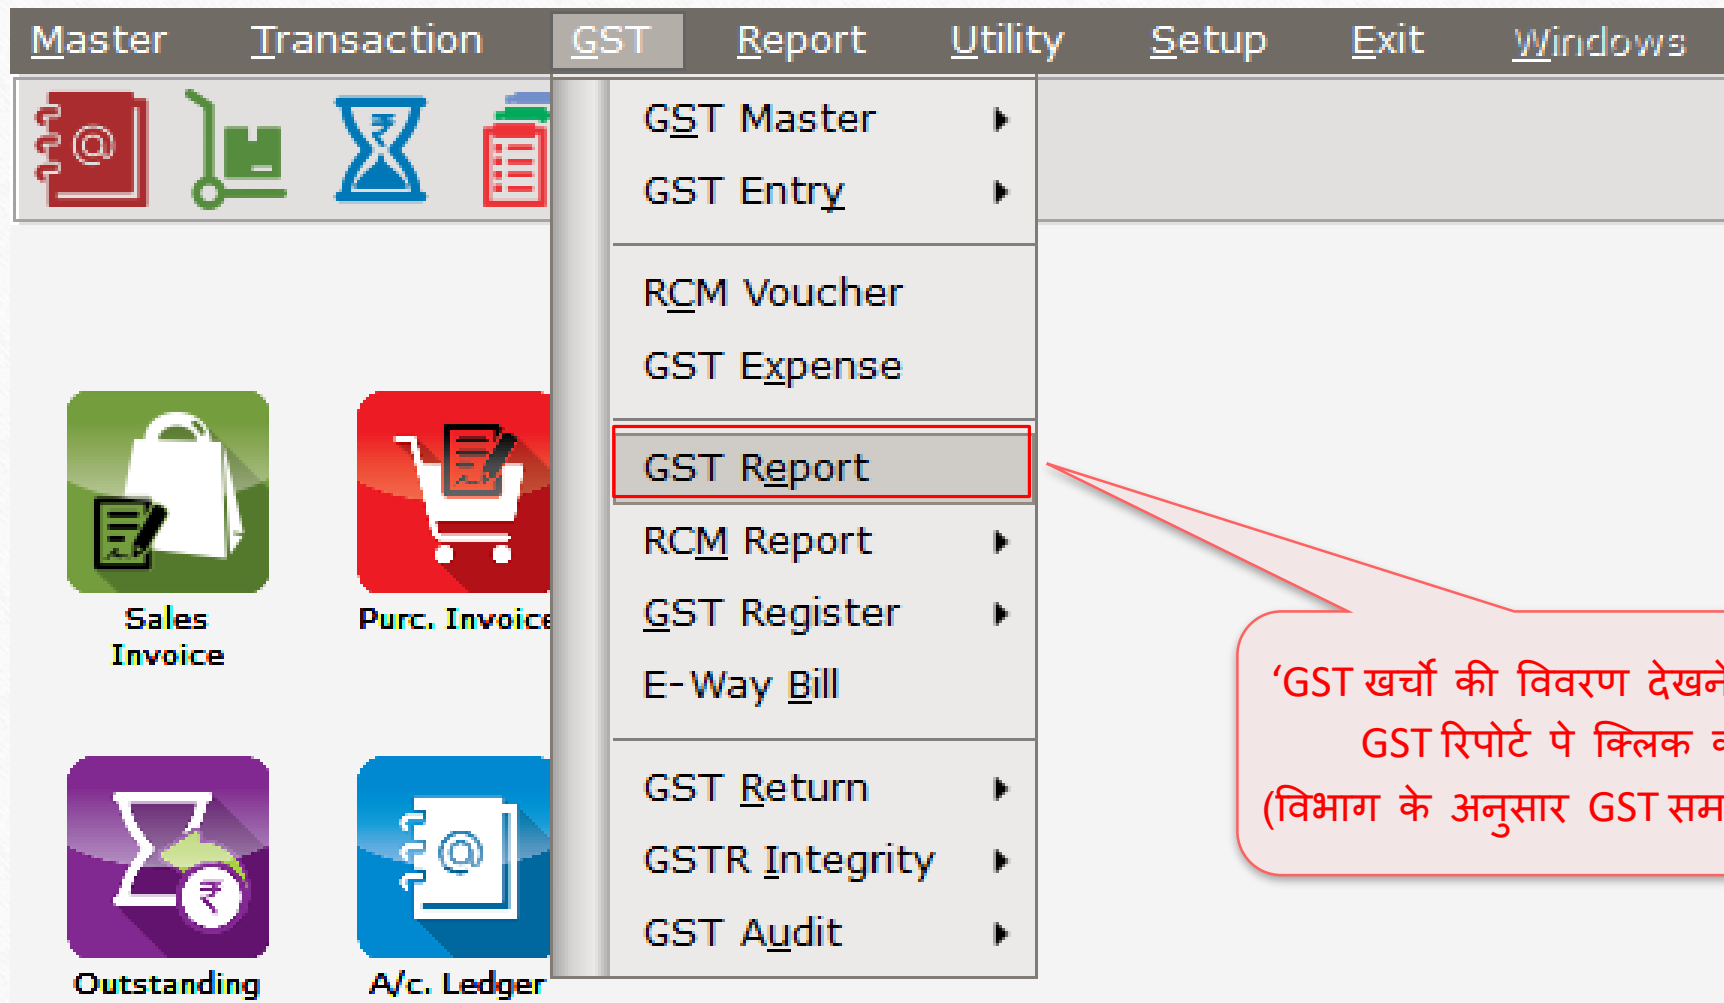 Master Transaction GST Report Utility Setup Exit Windows
GST Master
GST Entry
RCM Voucher
GST Expense
GST Report
RCM Report
GST Register
E-Way Bill
GST Return
GSTR Integrity
GST Audit
Sales
Invoice
Purc. Invoice
Outstanding
A/c. Ledger
‘GST खर्चो की विवरण देखने
GST रिपोर्ट पे क्लिक
(विभाग के अनुसार GST